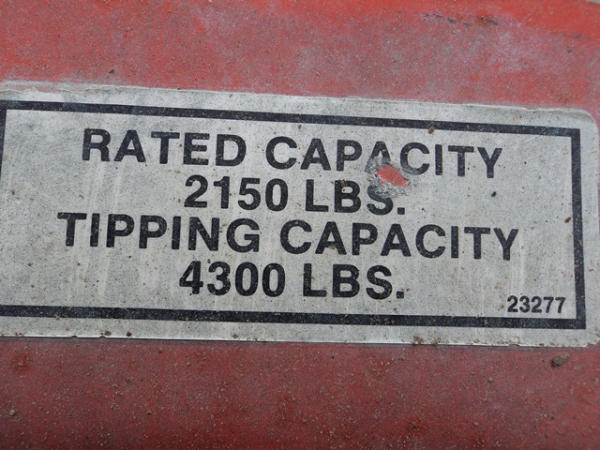 RATED CAPACITY
2150 LBS.
TIPPING CAPACITY
4300 LBS.
23277